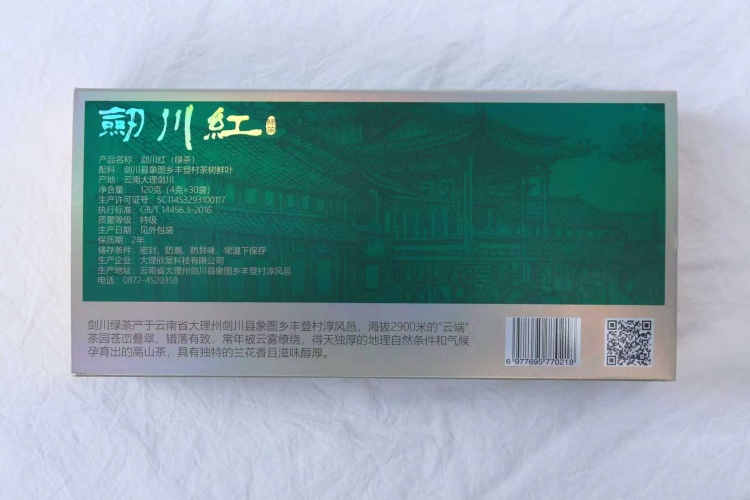 剑川红
产品名称：剑川红（绿茶）
配料：剑川县象图乡丰登村茶树鲜叶
产地：云南大理剑川
净含量： 120克（4克×30袋）
生产许可证号：SC11453293100117
执行标准：GB/T 14456.3-2016
质量等级：特级
生产日期：见外包装
保质期：2年
储存条件：密封、防潮、防异味、常温下保存
生产企业：大理欣星科技有限公司
生产地址：云南省大理州剑川县象图乡丰登村淳风邑
电话：0872-4520358
剑川绿茶产于云南省大理州剑川县象图乡丰登村淳风邑，海拔2900米的“云端”
茶园苍峦叠翠，错落有致，常年被云雾缭绕，得天独厚的地理自然条件和气候
孕育出的高山茶，具有独特的兰花香且滋味醇厚。
6 977695 770218